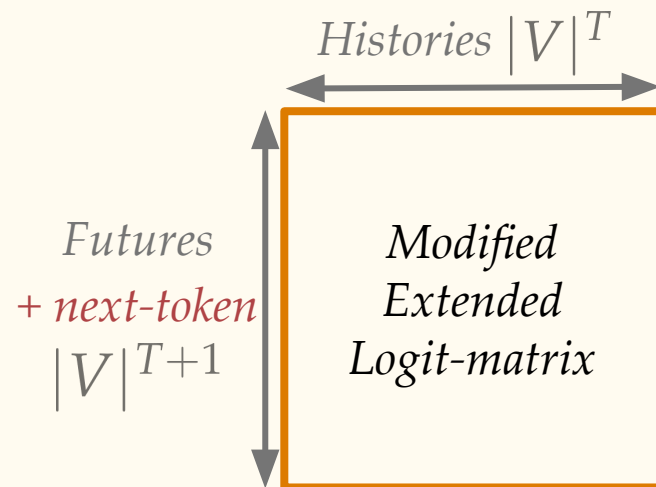 Histories |V|^T
Futures
+ next-token
|V|^{T+1}
Modified
Extended
Logit-matrix